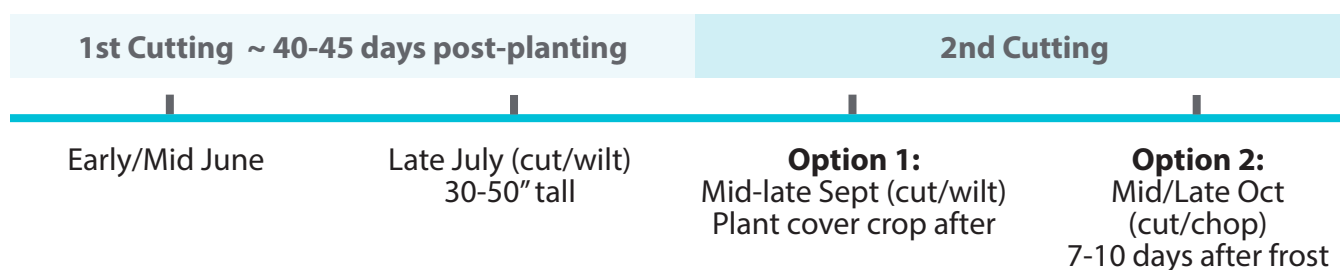 1st Cutting ~ 40-45 days post-planting
2nd Cutting
Early/Mid June
Late July (cut/wilt)
30-50” tall
Option 1:
Mid-late Sept (cut/wilt)
Plant cover crop after
Option 2:
Mid/Late Oct
(cut/chop)
7-10 days after frost